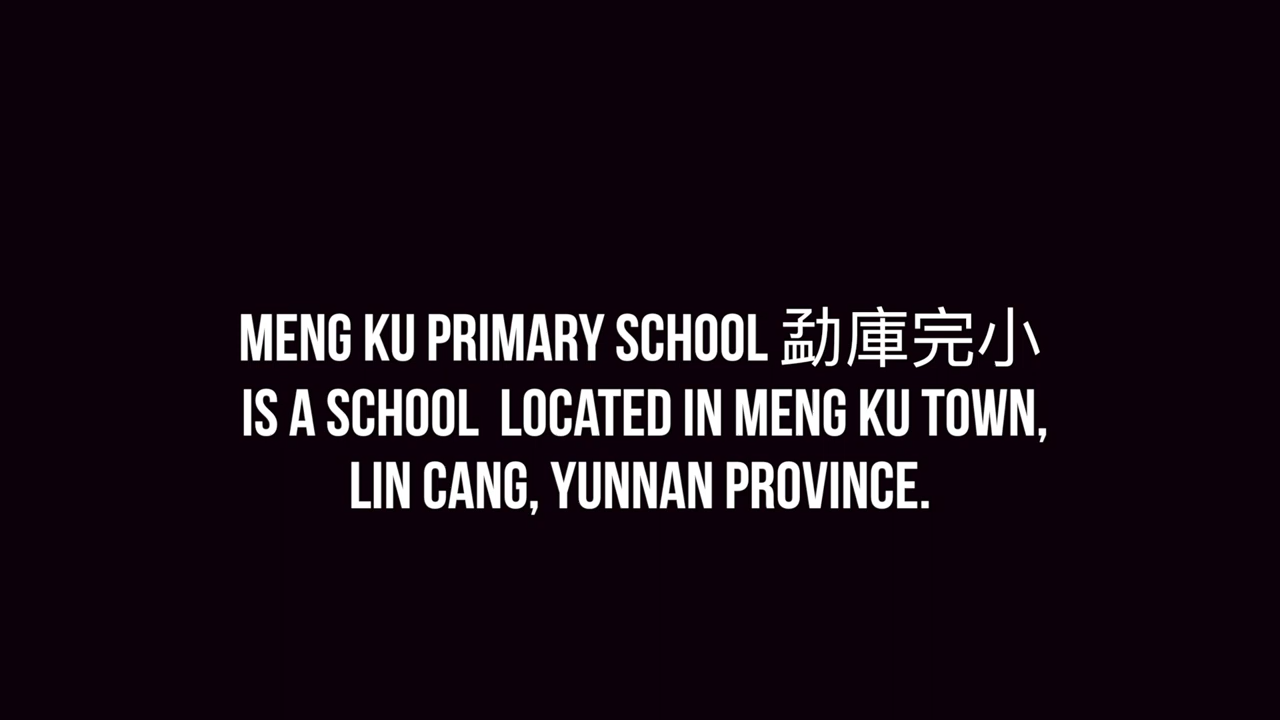 MENG KU PRIMARY SCHOOL 勐庫完小
IS A SCHOOL LOCATED IN MENG KU TOWN,
LIN CANG, YUNNAN PROVINCE.